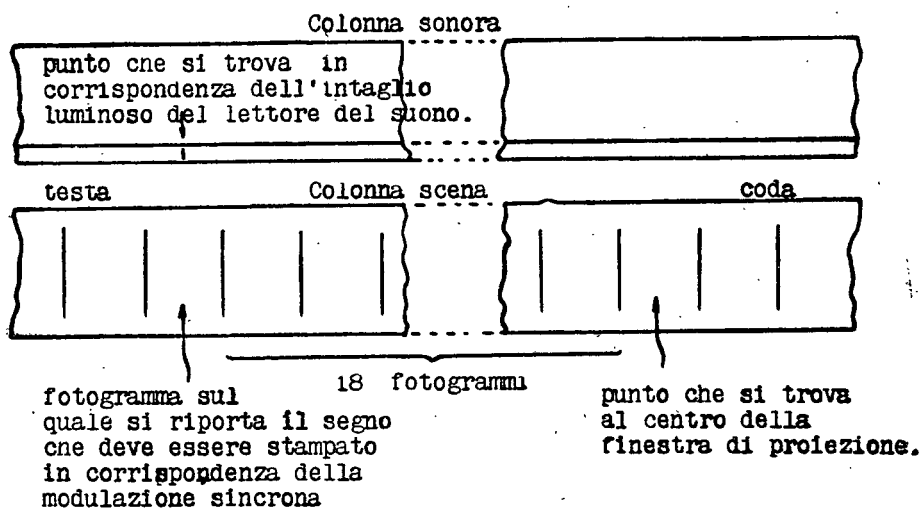 Colonna sonora
punto cne si trova in
corrispondenza dell'intaglio
luminoso del lettore del suono.
testa Colonna scena coda
18 fotogrammi
fotogramma sul
quale si riporta il segno
cne deve essere stampato
in corrispondenza della
modulazione sincrona
punto che si trova
al centro della
finestra di proiezione.